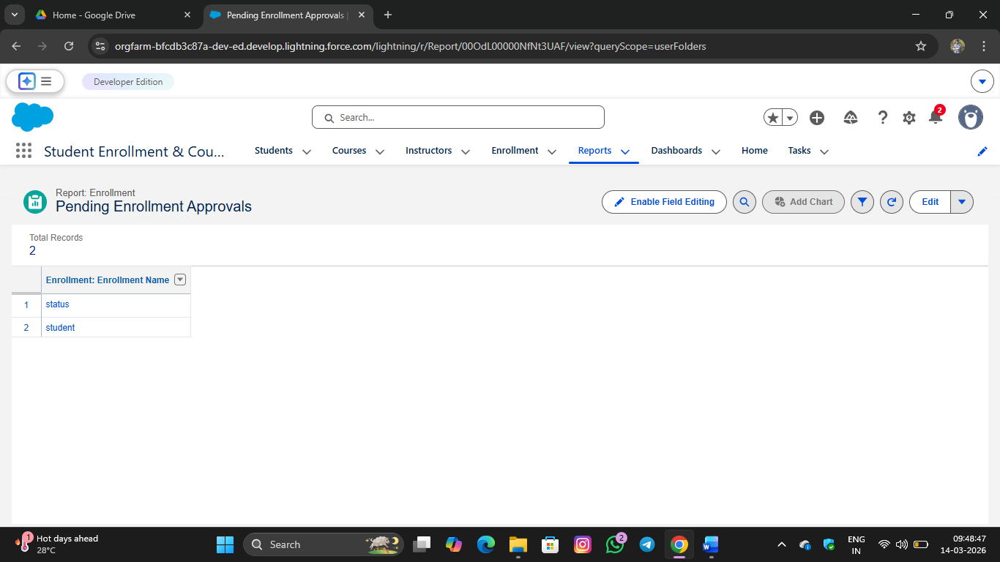 Home - Google Drive
Pending Enrollment Approvals |
orgfarm-bfcdb3c87a-dev-ed.develop.lightning.force.com/lightning/r/Report/00OdL00000NfNt3UAF/view?queryScope=userFolders
Developer Edition
Search...
2
Student Enrollment & Cou...
Students
Courses
Instructors
Enrollment
Reports
Dashboards
Home
Tasks
Report: Enrollment
Pending Enrollment Approvals
Enable Field Editing
Add Chart
Edit
Total Records
2
Enrollment: Enrollment Name
1 status
2 student
1
Hot days ahead
28°C
Search
2
ENG
IN
09:48:47
14-03-2026